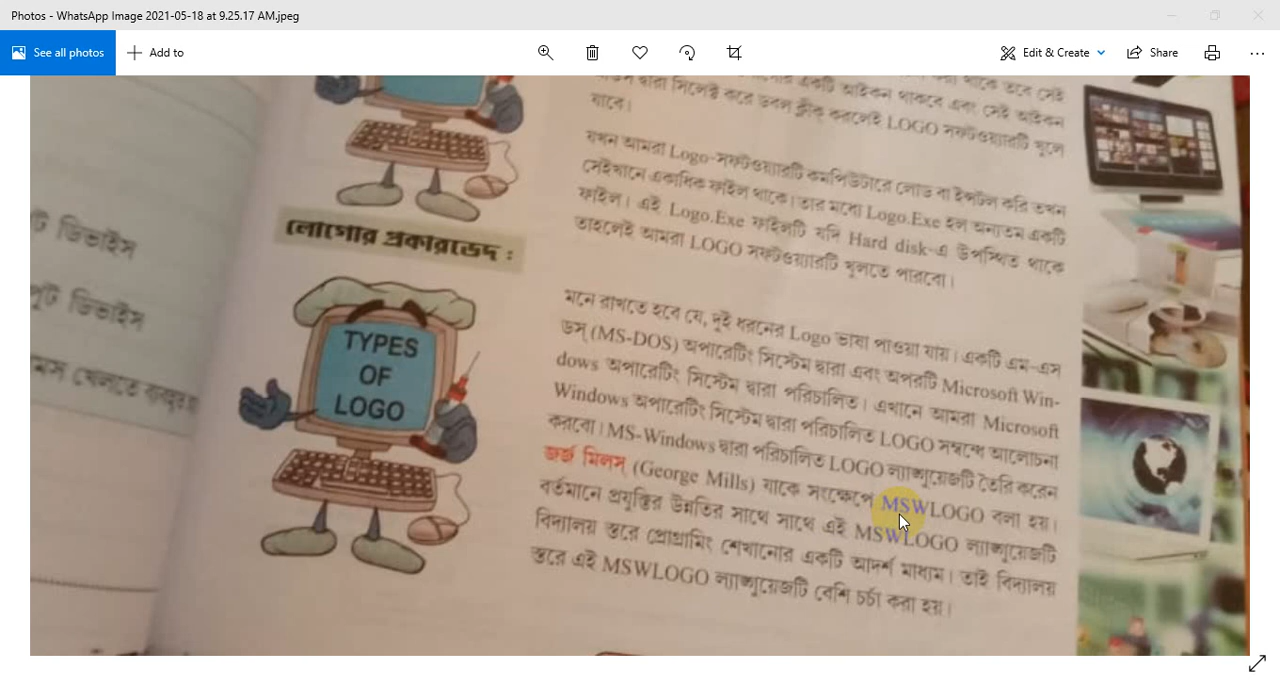 Photos - WhatsApp Image 2021-05-18 at 9.25.17 AM.jpeg
See all photos
Add to
Edit & Create
Share
দ্বারা সিলেক্ট করে ডবল ক্লীক করলেই LOGO সফটওয়্যারটি খুলে
যাবে।
যখন আমরা Logo-সফটওয়্যারটি কমপিউটারে লোড বা ইন্সটল করি তখন
সেইখানে একাধিক ফাইল থাকে। তার মধ্যে Logo.Exe হল অন্যতম একটি
ফাইল। এই Logo.Exe ফাইলটি যদি Hard disk-এ উপস্থিত থাকে
তাহলেই আমরা LOGO সফটওয়্যারটি খুলতে পারবো।
লোগোর প্রকারভেদ :
TYPES
OF
LOGO
মনে রাখতে হবে যে, দুই ধরনের Logo ভাষা পাওয়া যায়। একটি এম-এস
ডস্ (MS-DOS) অপারেটিং সিস্টেম দ্বারা এবং অপরটি Microsoft Win-
dows অপারেটিং সিস্টেম দ্বারা পরিচালিত। এখানে আমরা Microsoft
Windows অপারেটিং সিস্টেম দ্বারা পরিচালিত LOGO সম্বন্ধে আলোচনা
করবো। MS-Windows দ্বারা পরিচালিত LOGO ল্যাঙ্গুয়েজটি তৈরি করেন
জর্জ মিলস্ (George Mills) যাকে সংক্ষেপে MSWLOGO বলা হয়।
বর্তমানে প্রযুক্তির উন্নতির সাথে সাথে এই MSWLOGO ল্যাঙ্গুয়েজটি
বিদ্যালয় স্তরে প্রোগ্রামিং শেখানোর একটি আদর্শ মাধ্যম। তাই বিদ্যালয়
স্তরে এই MSWLOGO ল্যাঙ্গুয়েজটি বেশি চর্চা করা হয়।
ডিভাইস
ডিভাইস
খেলতে